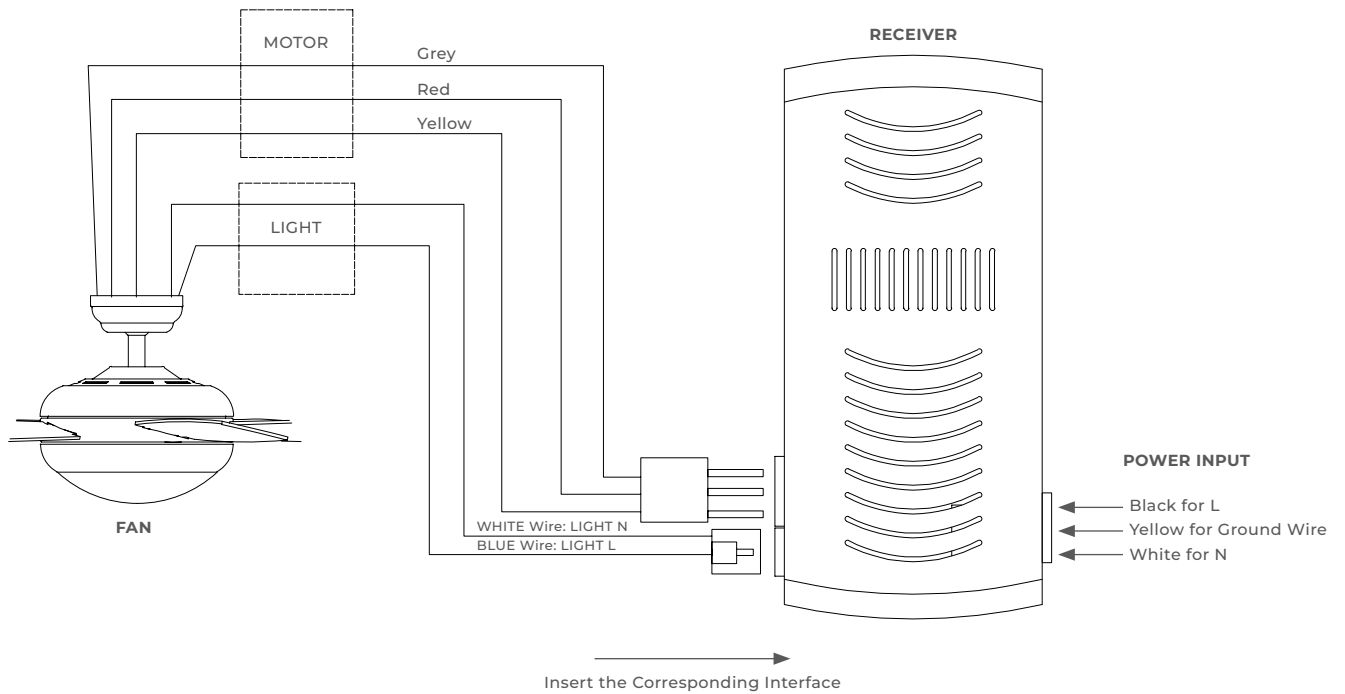 RECEIVER
MOTOR
Grey
Red
Yellow
LIGHT
POWER INPUT
Black for L
Yellow for Ground Wire
White for N
FAN
WHITE Wire: LIGHT N
BLUE Wire: LIGHT L
Insert the Corresponding Interface